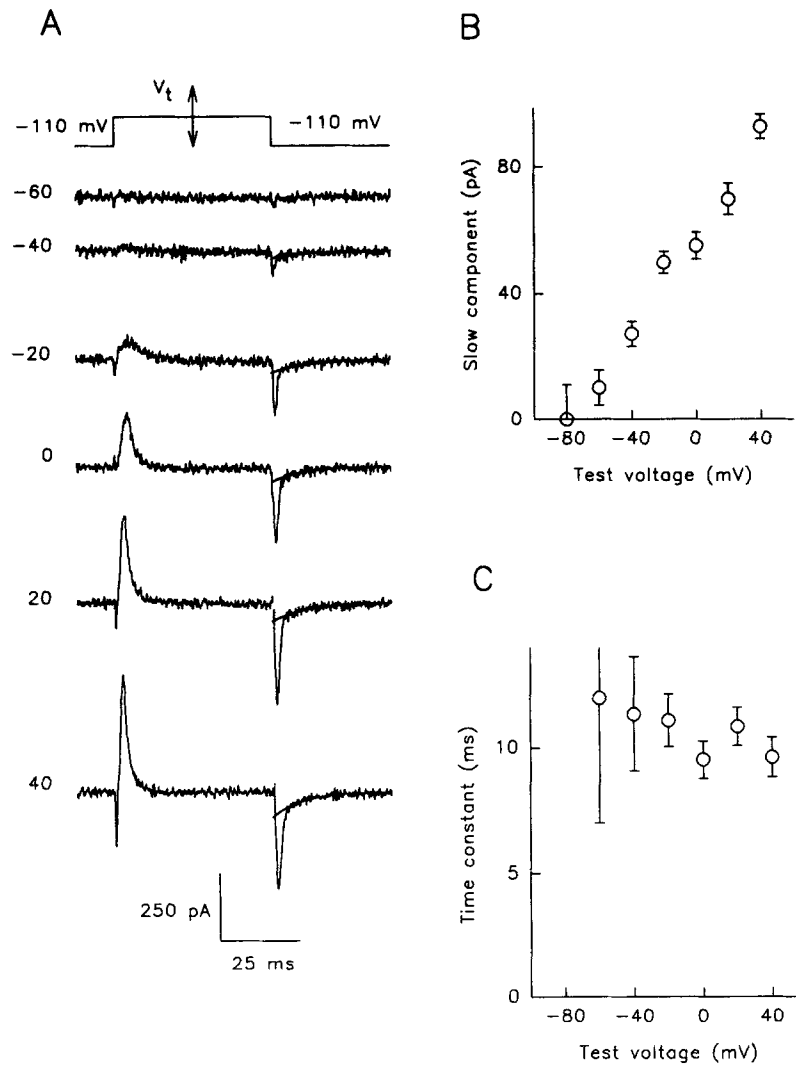 A
Vt
-110 mV
-110 mV
-60
-40
-20
0
20
40
250 pA
25 ms
B
Slow component (pA)
80
40
0
-80
-40
0
40
Test voltage (mV)
C
Time constant (ms)
10
5
0
-80
-40
0
40
Test voltage (mV)